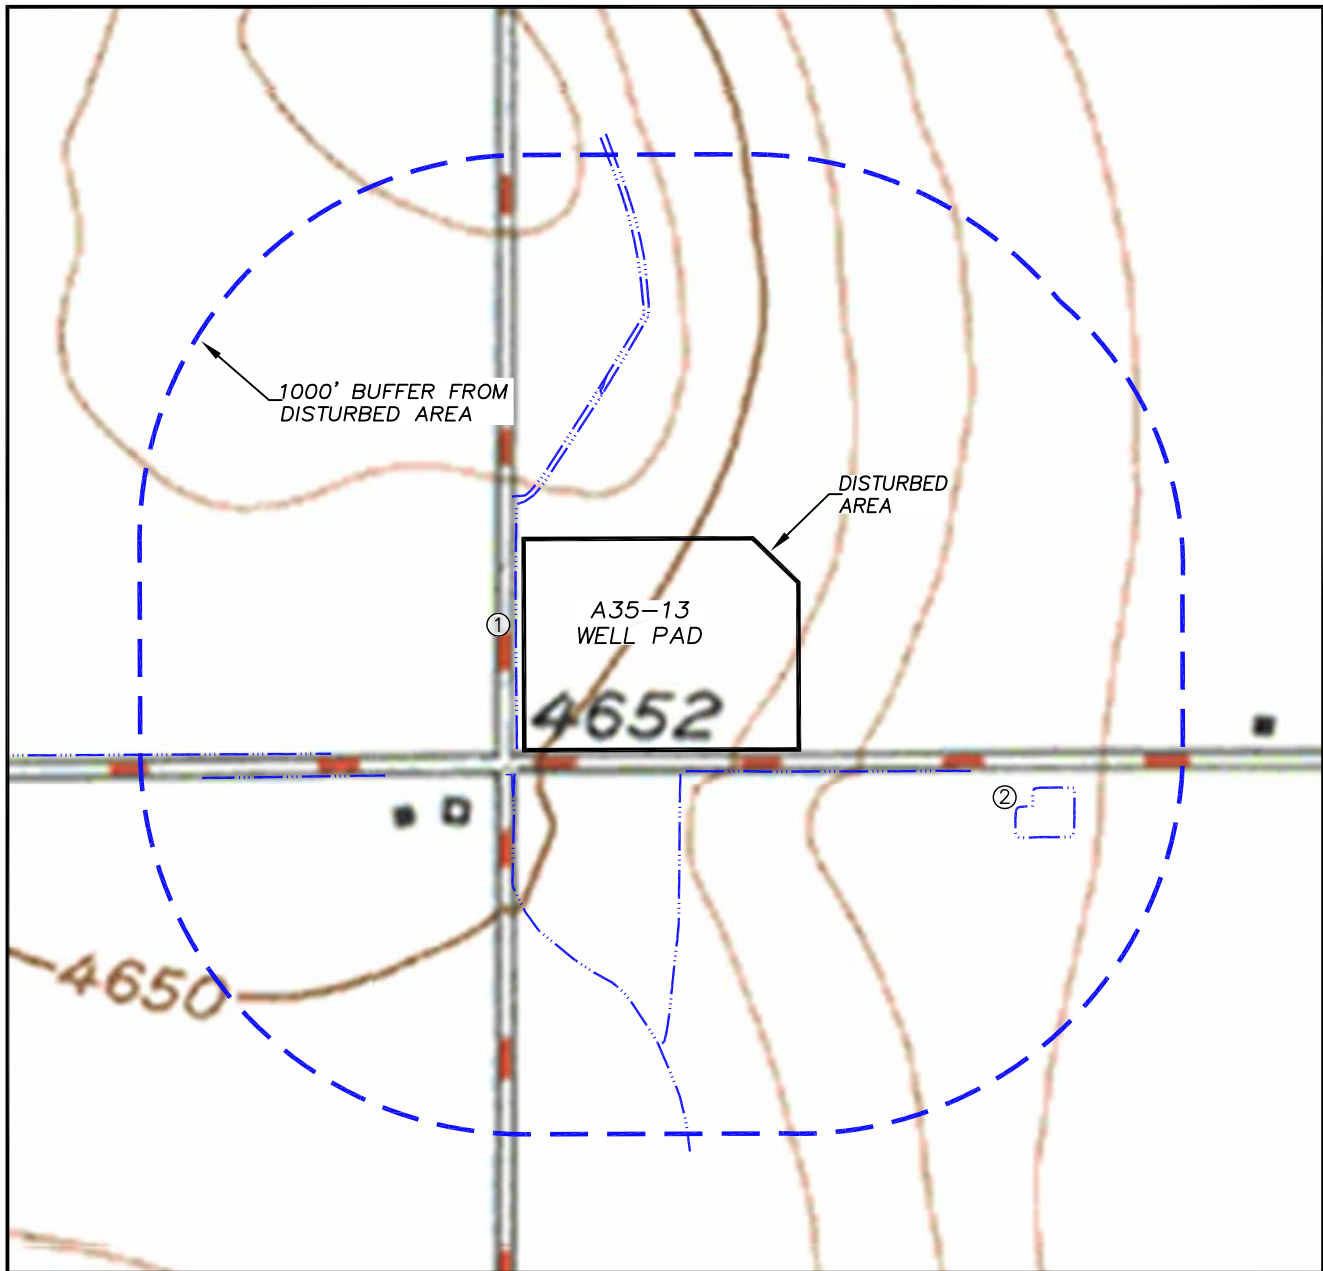 1000' BUFFER FROM
DISTURBED AREA
DISTURBED
AREA
A35-13
WELL PAD
①
4652
②
4650